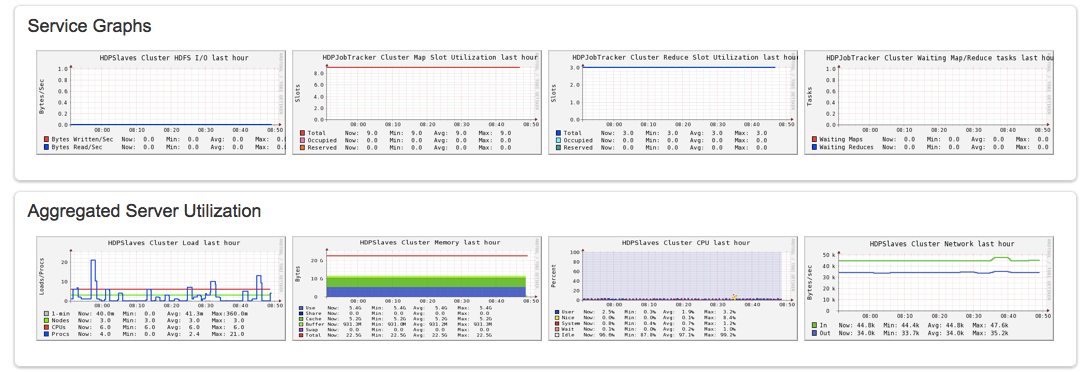 Service Graphs
HDPSlaves Cluster HDFS I/O last hour
Bytes/Sec
1.0
0.8
0.6
0.4
0.2
0.0
08:00 08:10 08:20 08:30 08:40 08:50
Bytes Written/Sec Now: 0.0 Min: 0.0 Avg: 0.0 Max: 0.0
Bytes Read/Sec Now: 0.0 Min: 0.0 Avg: 0.0 Max: 0.0
HDPJobTracker Cluster Map Slot Utilization last hour
Slots
8.0
6.0
4.0
2.0
0.0
08:00 08:10 08:20 08:30 08:40 08:50
Total Now: 9.0 Min: 9.0 Avg: 9.0 Max: 9.0
Occupied Now: 0.0 Min: 0.0 Avg: 0.0 Max: 0.0
Reserved Now: 0.0 Min: 0.0 Avg: 0.0 Max: 0.0
HDPJobTracker Cluster Reduce Slot Utilization last hour
Slots
3.0
2.0
1.0
0.0
08:00 08:10 08:20 08:30 08:40 08:50
Total Now: 3.0 Min: 3.0 Avg: 3.0 Max: 3.0
Occupied Now: 0.0 Min: 0.0 Avg: 0.0 Max: 0.0
Reserved Now: 0.0 Min: 0.0 Avg: 0.0 Max: 0.0
HDPJobTracker Cluster Waiting Map/Reduce tasks last hou
Tasks
1.0
0.8
0.6
0.4
0.2
0.0
08:00 08:10 08:20 08:30 08:40 08:50
Waiting Maps Now: 0.0 Min: 0.0 Avg: 0.0 Max: 0.0
Waiting Reduces Now: 0.0 Min: 0.0 Avg: 0.0 Max: 0.0
Aggregated Server Utilization
HDPSlaves Cluster Load last hour
Loads/Procs
20
10
0
08:00 08:10 08:20 08:30 08:40 08:50
1-min Now: 40.0m Min: 0.0 Avg: 41.3m Max:360.0m
Nodes Now: 3.0 Min: 3.0 Avg: 3.0 Max: 3.0
CPUs Now: 6.0 Min: 6.0 Avg: 6.0 Max: 6.0
Procs Now: 4.0 Min: 0.0 Avg: 2.4 Max: 21.0
HDPSlaves Cluster Memory last hour
Bytes
20 G
10 G
0
08:00 08:10 08:20 08:30 08:40 08:50
Use Now: 5.4G Min: 5.4G Avg: 5.4G Max: 5.4G
Share Now: 0.0 Min: 0.0 Avg: 0.0 Max: 0.0
Cache Now: 5.2G Min: 5.2G Avg: 5.2G Max: 5.2G
Buffer Now: 931.3M Min: 931.2M Avg: 931.2M Max: 931.3M
Swap Now: 0.0 Min: 0.0 Avg: 0.0 Max: 0.0
Total Now: 22.5G Min: 22.5G Avg: 22.5G Max: 22.5G
HDPSlaves Cluster CPU last hour
Percent
100
80
60
40
20
0
08:00 08:10 08:20 08:30 08:40 08:50
User Now: 2.5% Min: 0.3% Avg: 1.9% Max: 3.2%
Nice Now: 0.0% Min: 0.0% Avg: 0.1% Max: 8.4%
System Now: 0.8% Min: 0.4% Avg: 0.7% Max: 1.2%
Wait Now: 0.1% Min: 0.0% Avg: 0.2% Max: 1.0%
Idle Now: 96.6% Min: 87.8% Avg: 97.1% Max: 99.2%
HDPSlaves Cluster Network last hour
Bytes/sec
50 k
40 k
30 k
20 k
10 k
0
08:00 08:10 08:20 08:30 08:40 08:50
In Now: 44.8k Min: 44.4k Avg: 44.8k Max: 47.6k
Out Now: 34.0k Min: 33.7k Avg: 34.0k Max: 35.2k